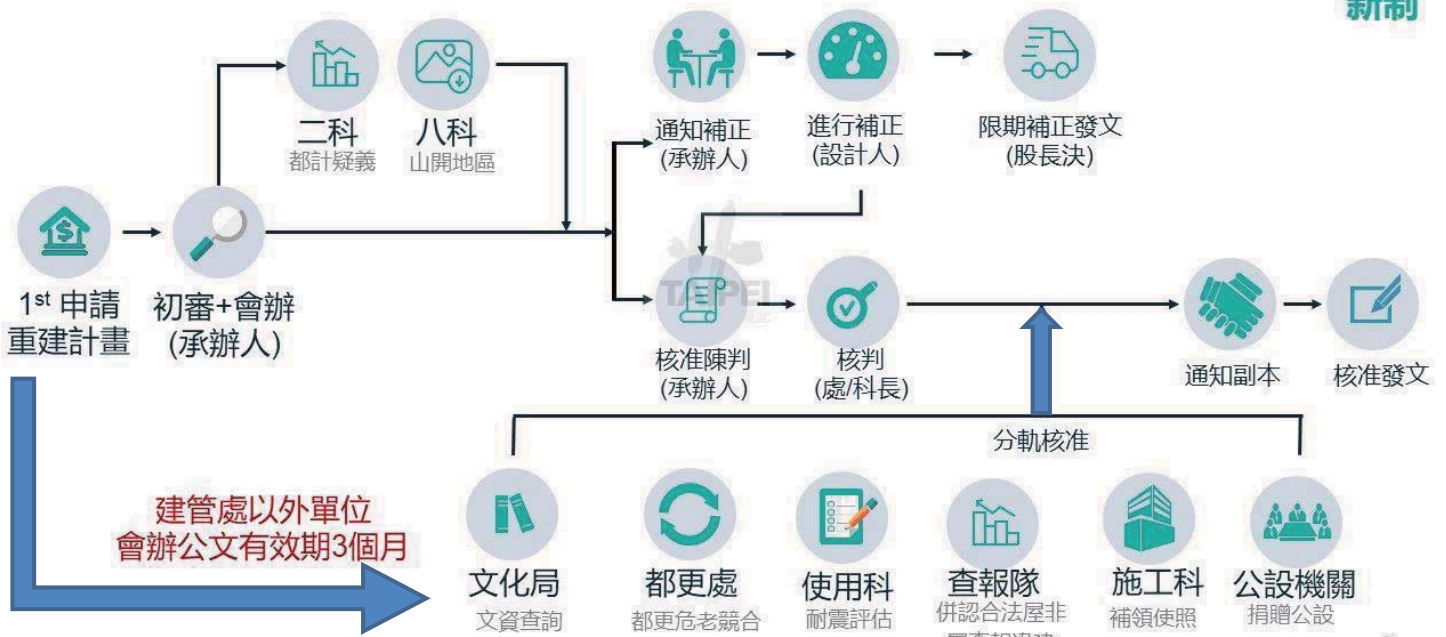 新制
二科
都計疑義
八科
山開地區
通知補正
(承辦人)
進行補正
(設計人)
限期補正發文
(股長決)
1st 申請
重建計畫
初審+會辦
(承辦人)
TAIPEI
核准陳判
(承辦人)
核判
(處/科長)
通知副本
核准發文
分軌核准
建管處以外單位
會辦公文有效期3個月
文化局
文資查詢
都更處
都更危老競合
使用科
耐震評估
查報隊
併認合法屋非
施工科
補領使照
公設機關
捐贈公設